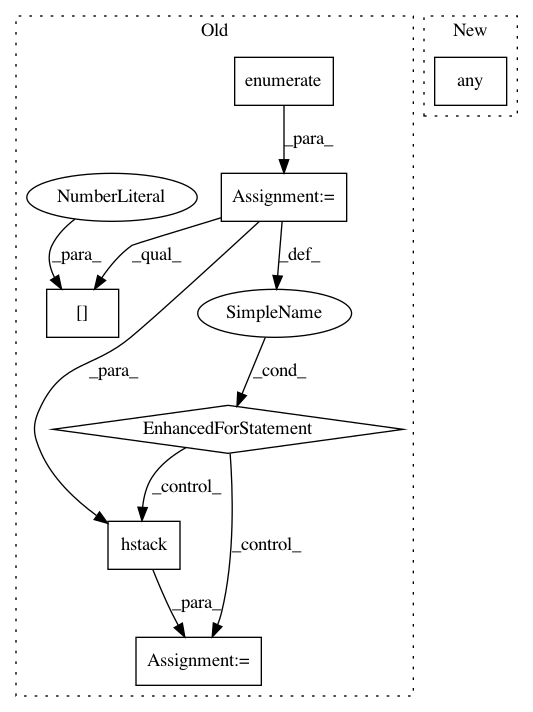 Old
New
enumerate
any
_para_
NumberLiteral
Assignment:=
_para_
_qual_
_def_
[]
SimpleName
_para_
_cond_
EnhancedForStatement
_control_
hstack
_control_
_para_
Assignment:=